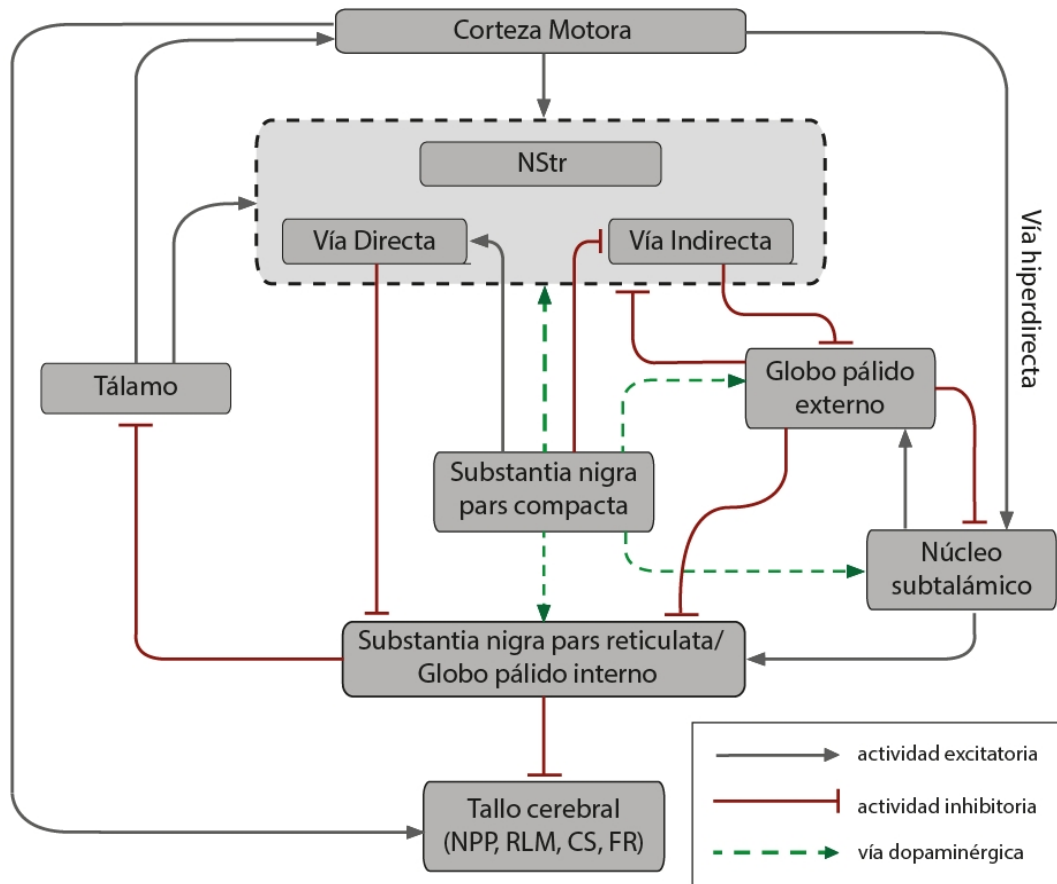 Corteza Motora
NStr
Vía Directa
Vía Indirecta
Vía hiperdirecta
Tálamo
Globo pálido
externo
Substantia nigra
pars compacta
Núcleo
subtalámico
Substantia nigra pars reticulata/
Globo pálido interno
Tallo cerebral
(NPP, RLM, CS, FR)
actividad excitatoria
actividad inhibitoria
vía dopaminérgica